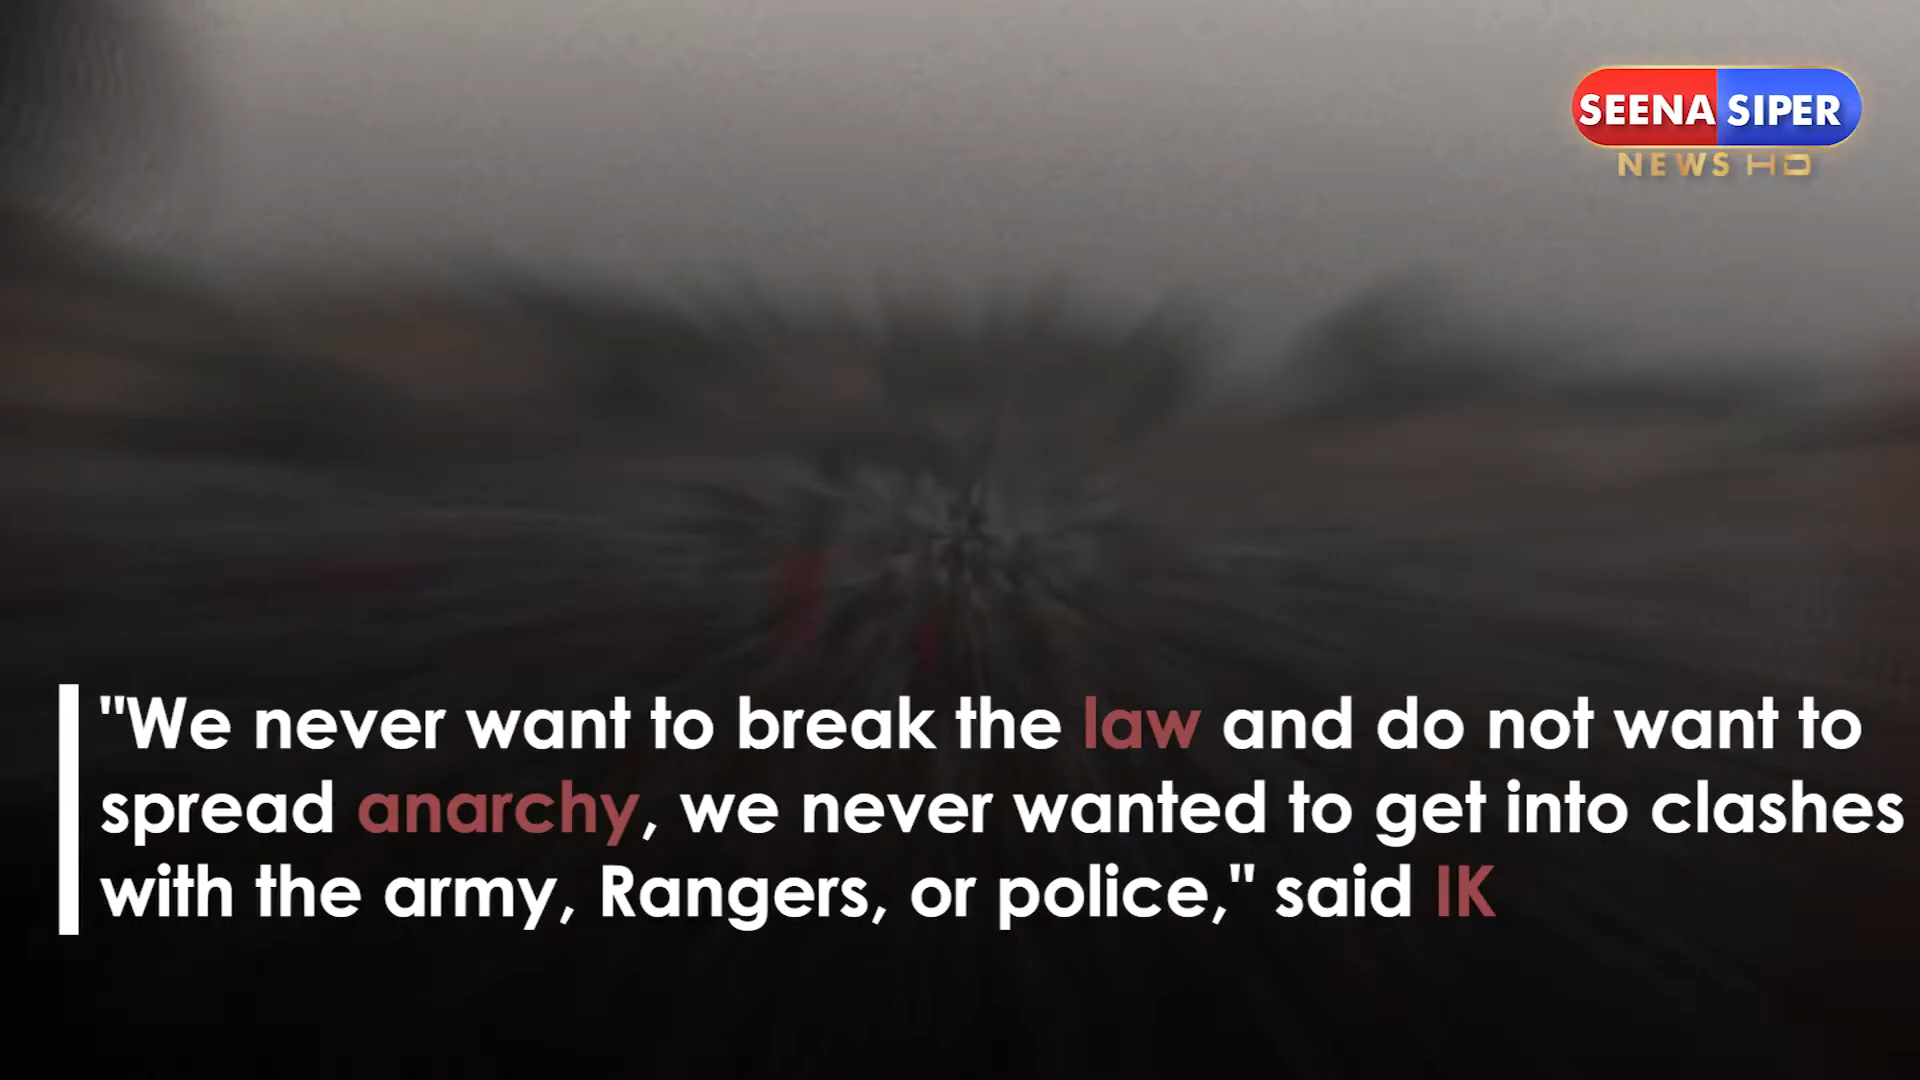 SEENA SIPER
NEWS HD
"We never want to break the law and do not want to
spread anarchy, we never wanted to get into clashes
with the army, Rangers, or police," said IK